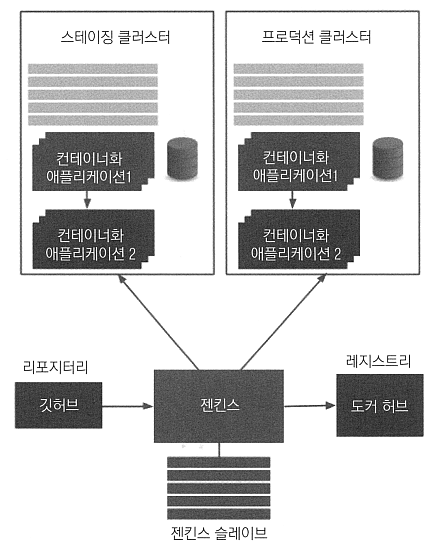 스테이징 클러스터
프로덕션 클러스터
컨테이너화
애플리케이션1
컨테이너화
애플리케이션1
컨테이너화
애플리케이션 2
컨테이너화
애플리케이션 2
리포지터리
깃허브
젠킨스
레지스트리
도커 허브
젠킨스 슬레이브